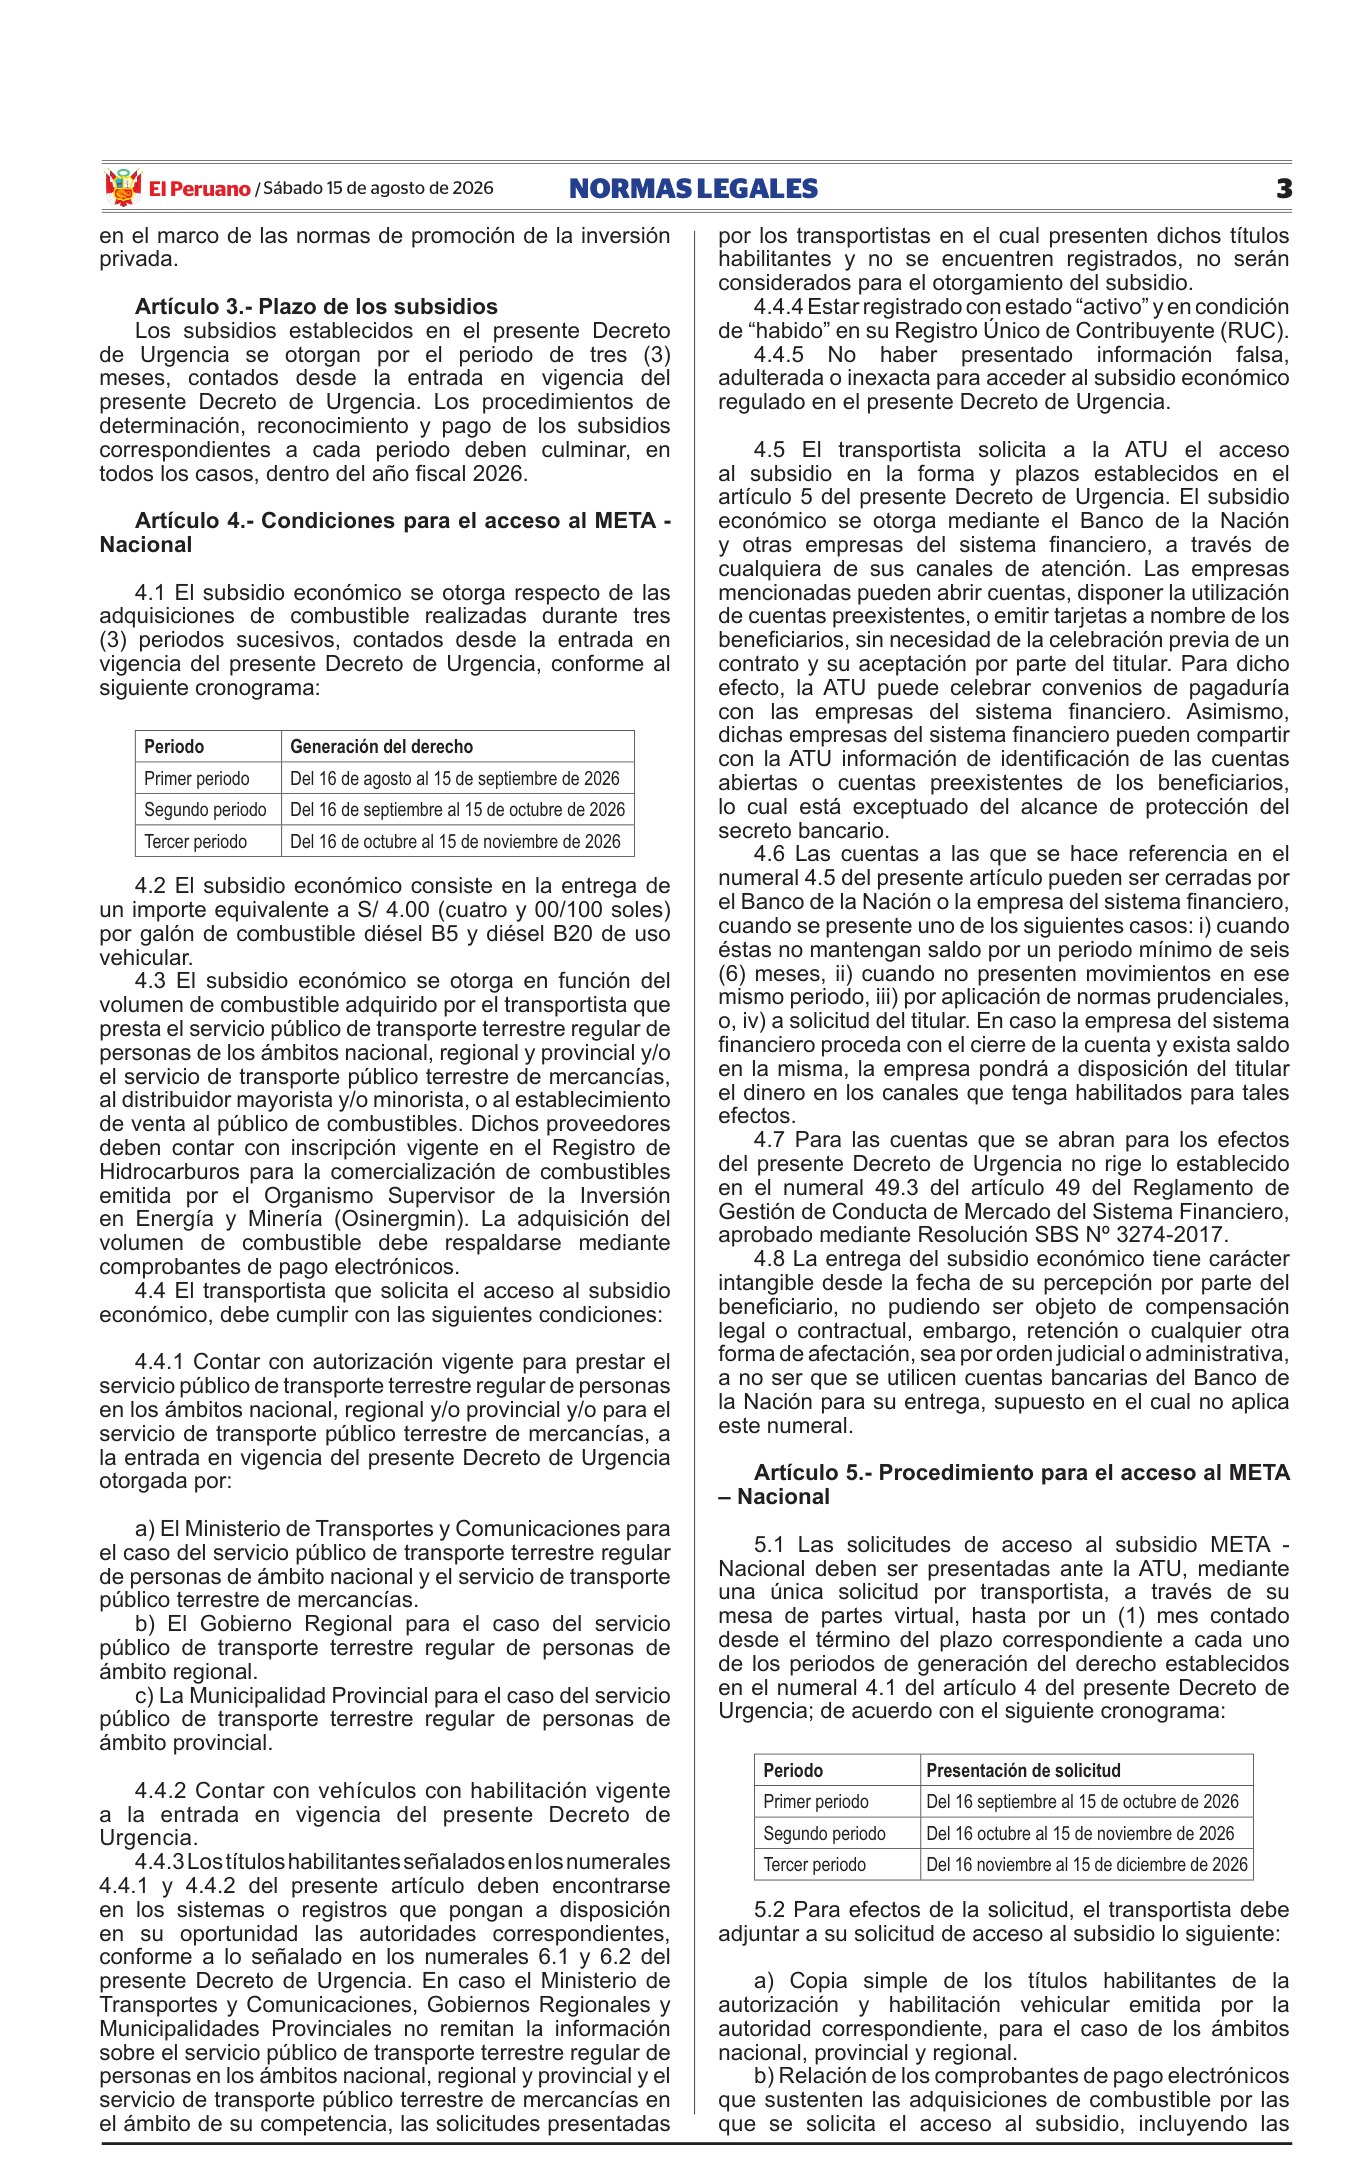 El Peruano / Sábado 15 de agosto de 2026
NORMAS LEGALES
3
en el marco de las normas de promoción de la inversión
privada.
Artículo 3.- Plazo de los subsidios
Los subsidios establecidos en el presente Decreto
de Urgencia se otorgan por el periodo de tres (3)
meses, contados desde la entrada en vigencia del
presente Decreto de Urgencia. Los procedimientos de
determinación, reconocimiento y pago de los subsidios
correspondientes a cada periodo deben culminar, en
todos los casos, dentro del año fiscal 2026.
Artículo 4.- Condiciones para el acceso al META -
Nacional
4.1 El subsidio económico se otorga respecto de las
adquisiciones de combustible realizadas durante tres
(3) periodos sucesivos, contados desde la entrada en
vigencia del presente Decreto de Urgencia, conforme al
siguiente cronograma:
Periodo Generación del derecho
Primer periodo Del 16 de agosto al 15 de septiembre de 2026
Segundo periodo Del 16 de septiembre al 15 de octubre de 2026
Tercer periodo Del 16 de octubre al 15 de noviembre de 2026
4.2 El subsidio económico consiste en la entrega de
un importe equivalente a S/ 4.00 (cuatro y 00/100 soles)
por galón de combustible diésel B5 y diésel B20 de uso
vehicular.
4.3 El subsidio económico se otorga en función del
volumen de combustible adquirido por el transportista que
presta el servicio público de transporte terrestre regular de
personas de los ámbitos nacional, regional y provincial y/o
el servicio de transporte público terrestre de mercancías,
al distribuidor mayorista y/o minorista, o al establecimiento
de venta al público de combustibles. Dichos proveedores
deben contar con inscripción vigente en el Registro de
Hidrocarburos para la comercialización de combustibles
emitida por el Organismo Supervisor de la Inversión
en Energía y Minería (Osinergmin). La adquisición del
volumen de combustible debe respaldarse mediante
comprobantes de pago electrónicos.
4.4 El transportista que solicita el acceso al subsidio
económico, debe cumplir con las siguientes condiciones:
4.4.1 Contar con autorización vigente para prestar el
servicio público de transporte terrestre regular de personas
en los ámbitos nacional, regional y/o provincial y/o para el
servicio de transporte público terrestre de mercancías, a
la entrada en vigencia del presente Decreto de Urgencia
otorgada por:
a) El Ministerio de Transportes y Comunicaciones para
el caso del servicio público de transporte terrestre regular
de personas de ámbito nacional y el servicio de transporte
público terrestre de mercancías.
b) El Gobierno Regional para el caso del servicio
público de transporte terrestre regular de personas de
ámbito regional.
c) La Municipalidad Provincial para el caso del servicio
público de transporte terrestre regular de personas de
ámbito provincial.
4.4.2 Contar con vehículos con habilitación vigente
a la entrada en vigencia del presente Decreto de
Urgencia.
4.4.3 Los títulos habilitantes señalados en los numerales
4.4.1 y 4.4.2 del presente artículo deben encontrarse
en los sistemas o registros que pongan a disposición
en su oportunidad las autoridades correspondientes,
conforme a lo señalado en los numerales 6.1 y 6.2 del
presente Decreto de Urgencia. En caso el Ministerio de
Transportes y Comunicaciones, Gobiernos Regionales y
Municipalidades Provinciales no remitan la información
sobre el servicio público de transporte terrestre regular de
personas en los ámbitos nacional, regional y provincial y el
servicio de transporte público terrestre de mercancías en
el ámbito de su competencia, las solicitudes presentadas
por los transportistas en el cual presenten dichos títulos
habilitantes y no se encuentren registrados, no serán
considerados para el otorgamiento del subsidio.
4.4.4 Estar registrado con estado “activo” y en condición
de “habido” en su Registro Único de Contribuyente (RUC).
4.4.5 No haber presentado información falsa,
adulterada o inexacta para acceder al subsidio económico
regulado en el presente Decreto de Urgencia.
4.5 El transportista solicita a la ATU el acceso
al subsidio en la forma y plazos establecidos en el
artículo 5 del presente Decreto de Urgencia. El subsidio
económico se otorga mediante el Banco de la Nación
y otras empresas del sistema financiero, a través de
cualquiera de sus canales de atención. Las empresas
mencionadas pueden abrir cuentas, disponer la utilización
de cuentas preexistentes, o emitir tarjetas a nombre de los
beneficiarios, sin necesidad de la celebración previa de un
contrato y su aceptación por parte del titular. Para dicho
efecto, la ATU puede celebrar convenios de pagaduría
con las empresas del sistema financiero. Asimismo,
dichas empresas del sistema financiero pueden compartir
con la ATU información de identificación de las cuentas
abiertas o cuentas preexistentes de los beneficiarios,
lo cual está exceptuado del alcance de protección del
secreto bancario.
4.6 Las cuentas a las que se hace referencia en el
numeral 4.5 del presente artículo pueden ser cerradas por
el Banco de la Nación o la empresa del sistema financiero,
cuando se presente uno de los siguientes casos: i) cuando
éstas no mantengan saldo por un periodo mínimo de seis
(6) meses, ii) cuando no presenten movimientos en ese
mismo periodo, iii) por aplicación de normas prudenciales,
o, iv) a solicitud del titular. En caso la empresa del sistema
financiero proceda con el cierre de la cuenta y exista saldo
en la misma, la empresa pondrá a disposición del titular
el dinero en los canales que tenga habilitados para tales
efectos.
4.7 Para las cuentas que se abran para los efectos
del presente Decreto de Urgencia no rige lo establecido
en el numeral 49.3 del artículo 49 del Reglamento de
Gestión de Conducta de Mercado del Sistema Financiero,
aprobado mediante Resolución SBS Nº 3274-2017.
4.8 La entrega del subsidio económico tiene carácter
intangible desde la fecha de su percepción por parte del
beneficiario, no pudiendo ser objeto de compensación
legal o contractual, embargo, retención o cualquier otra
forma de afectación, sea por orden judicial o administrativa,
a no ser que se utilicen cuentas bancarias del Banco de
la Nación para su entrega, supuesto en el cual no aplica
este numeral.
Artículo 5.- Procedimiento para el acceso al META
– Nacional
5.1 Las solicitudes de acceso al subsidio META -
Nacional deben ser presentadas ante la ATU, mediante
una única solicitud por transportista, a través de su
mesa de partes virtual, hasta por un (1) mes contado
desde el término del plazo correspondiente a cada uno
de los periodos de generación del derecho establecidos
en el numeral 4.1 del artículo 4 del presente Decreto de
Urgencia; de acuerdo con el siguiente cronograma:
Periodo Presentación de solicitud
Primer periodo Del 16 septiembre al 15 de octubre de 2026
Segundo periodo Del 16 octubre al 15 de noviembre de 2026
Tercer periodo Del 16 noviembre al 15 de diciembre de 2026
5.2 Para efectos de la solicitud, el transportista debe
adjuntar a su solicitud de acceso al subsidio lo siguiente:
a) Copia simple de los títulos habilitantes de la
autorización y habilitación vehicular emitida por la
autoridad correspondiente, para el caso de los ámbitos
nacional, provincial y regional.
b) Relación de los comprobantes de pago electrónicos
que sustenten las adquisiciones de combustible por las
que se solicita el acceso al subsidio, incluyendo las